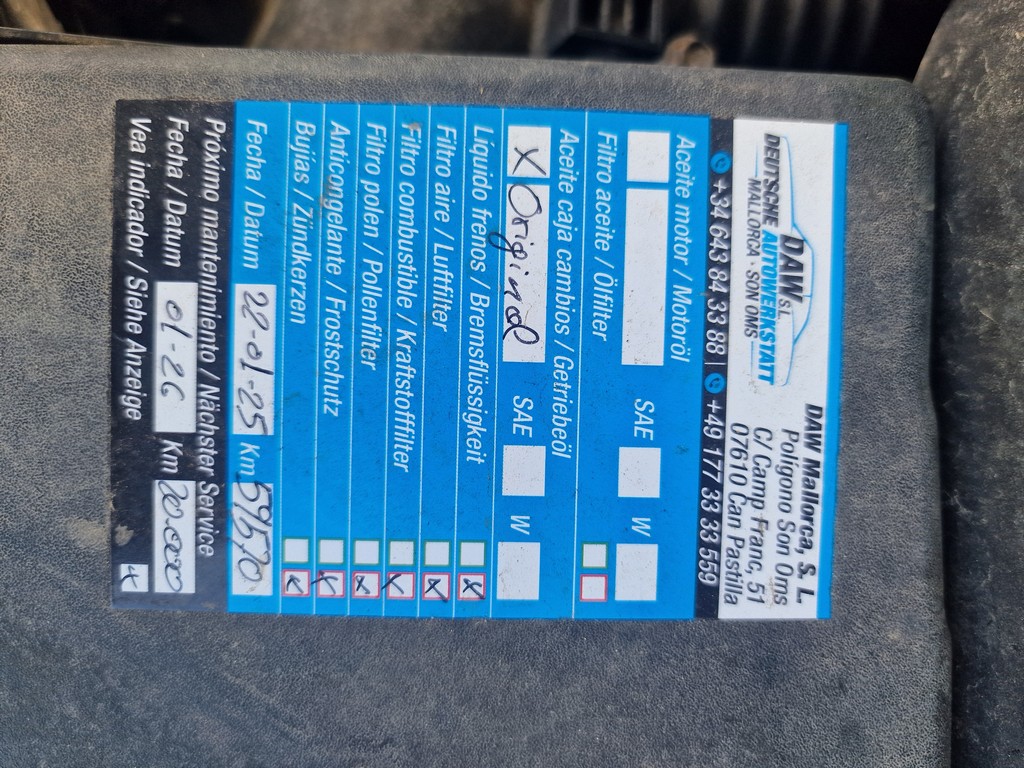 DAW S.L.
DEUTSCHE AUTOWERKSTATT
MALLORCA · SON OMS
DAW Mallorca, S. L.
Polígono Son Oms
C/ Camp Franc, 51
07610 Can Pastilla
+34 643 84 33 88 | +49 177 33 33 559
Aceite motor / Motoröl
SAE W
Filtro aceite / Ölfilter
Aceite caja cambios / Getriebeöl
X Original SAE W
Líquido frenos / Bremsflüssigkeit X
Filtro aire / Luftfilter X
Filtro combustible / Kraftstofffilter X
Filtro polen / Pollenfilter X
Anticongelante / Frostschutz X
Bujías / Zündkerzen X
Fecha / Datum 22-01-25 Km 59570
Próximo mantenimiento / Nächster Service
Fecha / Datum 01-26 Km 20.000
Vea indicador / Siehe Anzeige X